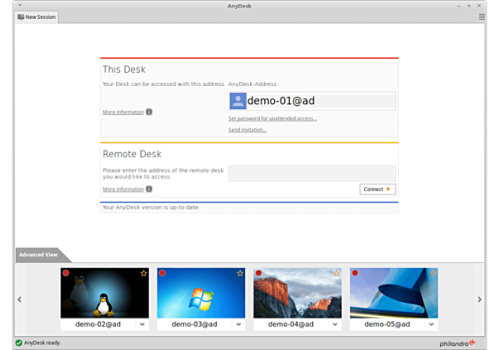 AnyDesk
New Session
This Desk
Your Desk can be accessed with this address.
AnyDesk-Address:
demo-01@ad
More information
Set password for unattended access...
Send invitation...
Remote Desk
Please enter the address of the remote desk
you would like to access.
More information
Connect
Your AnyDesk version is up-to-date
Advanced View
demo-02@ad
demo-03@ad
demo-04@ad
demo-05@ad
AnyDesk ready.
philandro